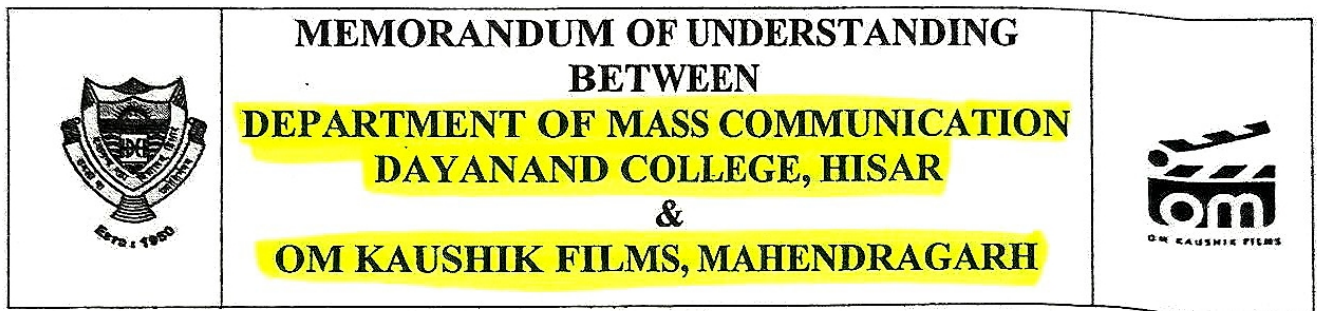 MEMORANDUM OF UNDERSTANDING
BETWEEN
DEPARTMENT OF MASS COMMUNICATION
DAYANAND COLLEGE, HISAR
&
OM KAUSHIK FILMS, MAHENDRAGARH
ESTD : 1950
om
OM KAUSHIK FILMS